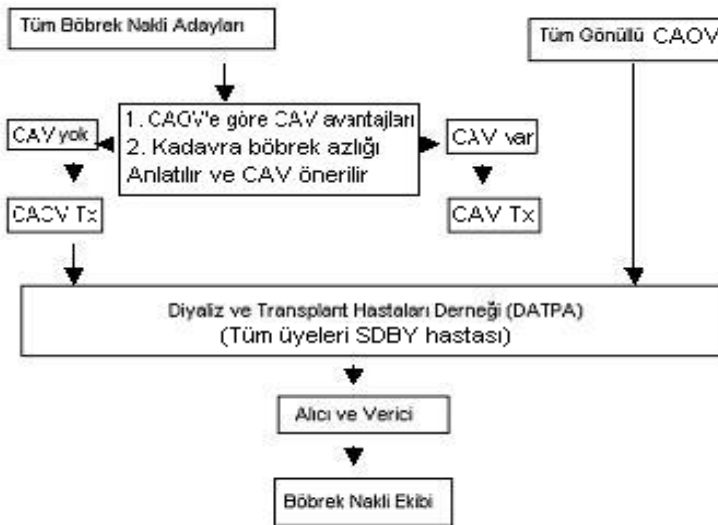 Tüm Böbrek Nakli Adayları
Tüm Gönüllü CAOV
1. CAOV'e göre CAV avantajları
2. Kadavra böbrek azlığı
Anlatılır ve CAV önerilir
CAV yok
CAV var
CAOV Tx
CAV Tx
Diyaliz ve Transplant Hastaları Derneği (DATPA)
(Tüm üyeleri SDBY hastası)
Alıcı ve Verici
Böbrek Nakli Ekibi